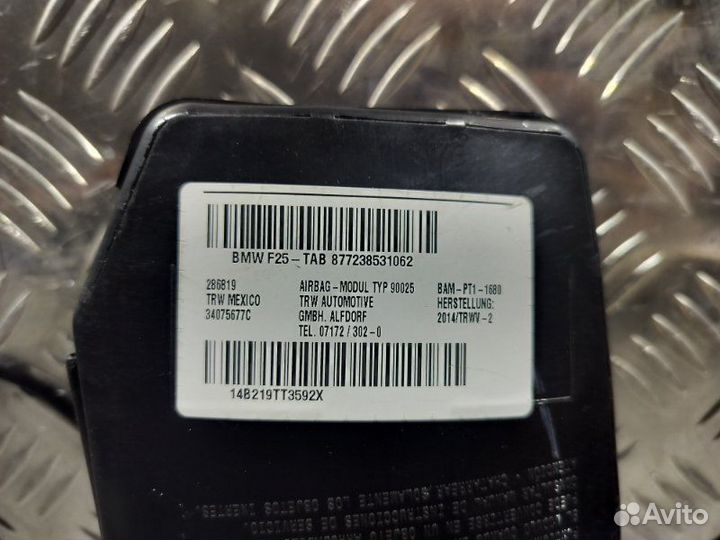 BMW F25-TAB 877238531062
286819 AIRBAG-MODUL TYP 90025 BAM-PT1-1680
TRW MEXICO TRW AUTOMOTIVE HERSTELLUNG:
34075677C GMBH. ALFDORF 2014/TRWV-2
TEL. 07172/302-0
14B219TT3592X
Avito